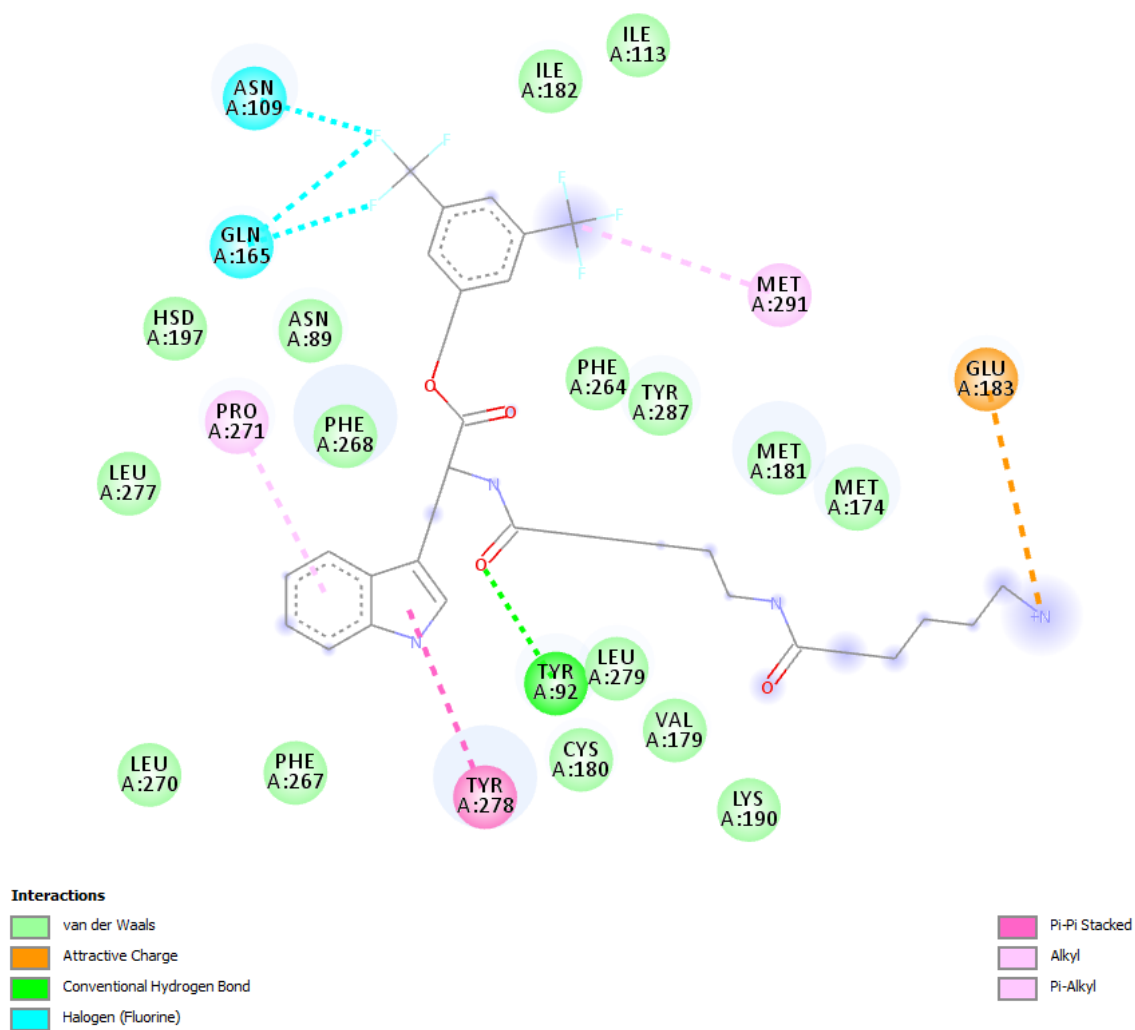 ILE
A:113
ILE
A:182
ASN
A:109
F
F
F
F
F
F
GLN
A:165
MET
A:291
HSD
A:197
ASN
A:89
PHE
A:264
TYR
A:287
GLU
A:183
O
O
PRO
A:271
PHE
A:268
MET
A:181
LEU
A:277
MET
A:174
N
O
N
+N
N
TYR
A:92
LEU
A:279
O
VAL
A:179
CYS
A:180
LEU
A:270
PHE
A:267
TYR
A:278
LYS
A:190
Interactions
van der Waals
Attractive Charge
Conventional Hydrogen Bond
Halogen (Fluorine)
Pi-Pi Stacked
Alkyl
Pi-Alkyl